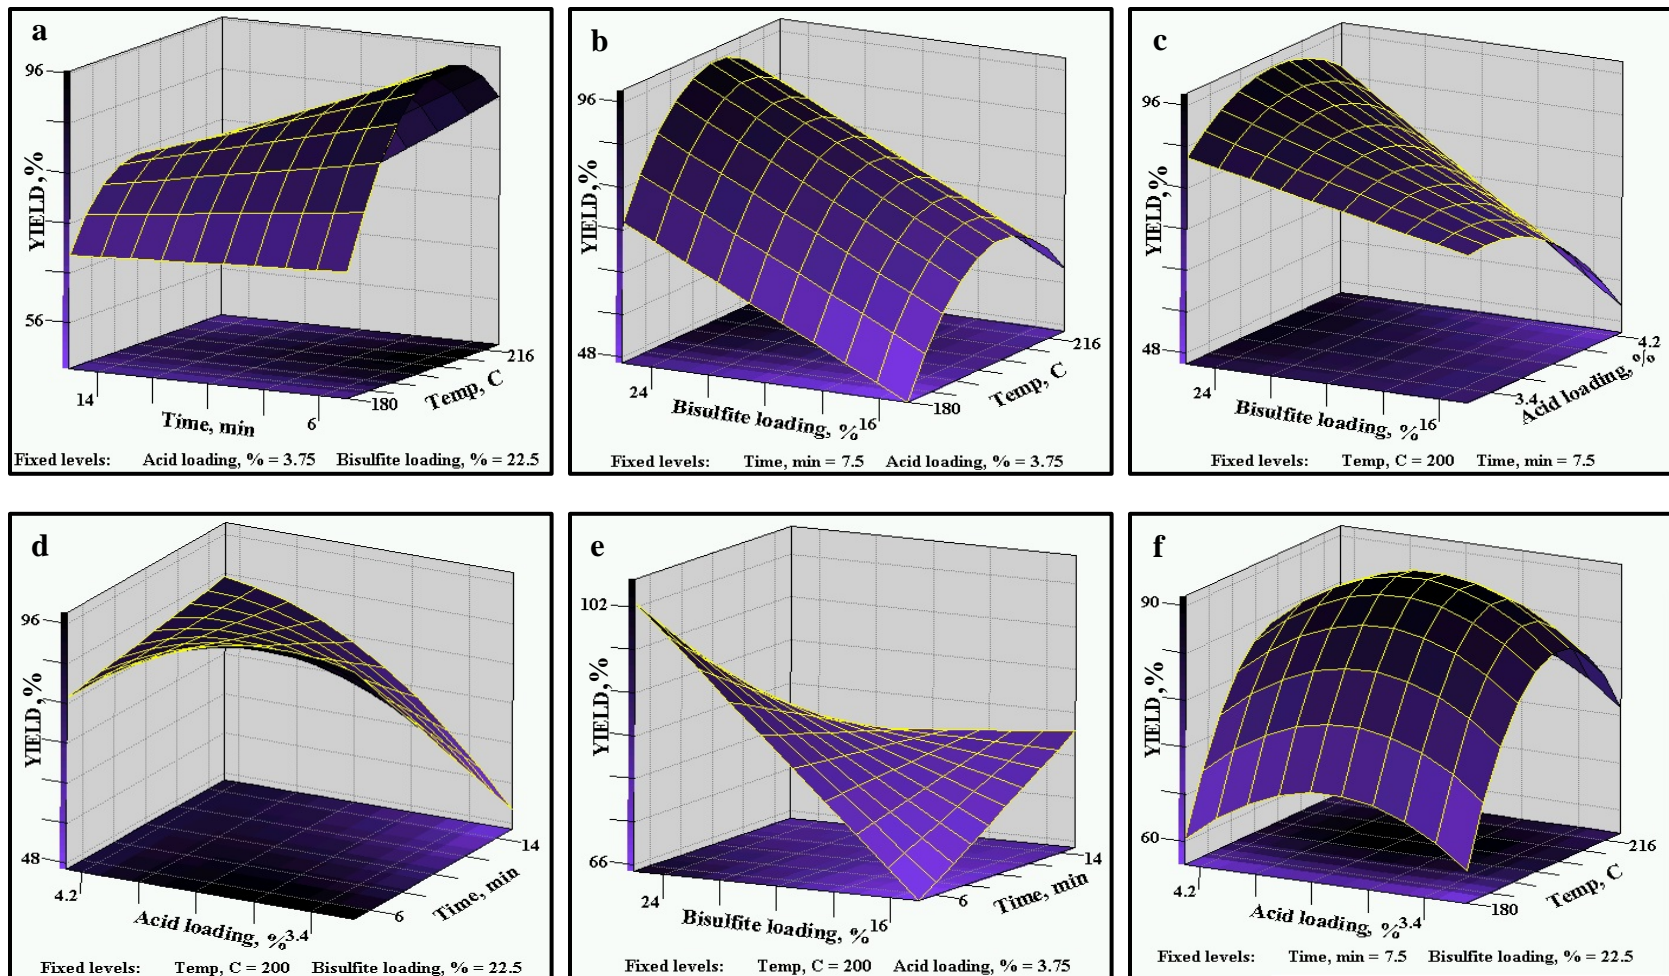 a
96
YIELD,%
56
14
Time, min
6
180
Temp, C
216
Fixed levels: Acid loading, % = 3.75 Bisulfite loading, % = 22.5
b
96
YIELD,%
48
24
Bisulfite loading, %
16
180
Temp, C
216
Fixed levels: Time, min = 7.5 Acid loading, % = 3.75
c
96
YIELD,%
48
24
Bisulfite loading, %
16
3.4
Acid loading, %
4.2
Fixed levels: Temp, C = 200 Time, min = 7.5
d
96
YIELD,%
48
4.2
Acid loading, %
3.4
6
Time, min
14
Fixed levels: Temp, C = 200 Bisulfite loading, % = 22.5
e
102
YIELD,%
66
24
Bisulfite loading, %
16
6
Time, min
14
Fixed levels: Temp, C = 200 Acid loading, % = 3.75
f
90
YIELD,%
60
4.2
Acid loading, %
3.4
180
Temp, C
216
Fixed levels: Time, min = 7.5 Bisulfite loading, % = 22.5